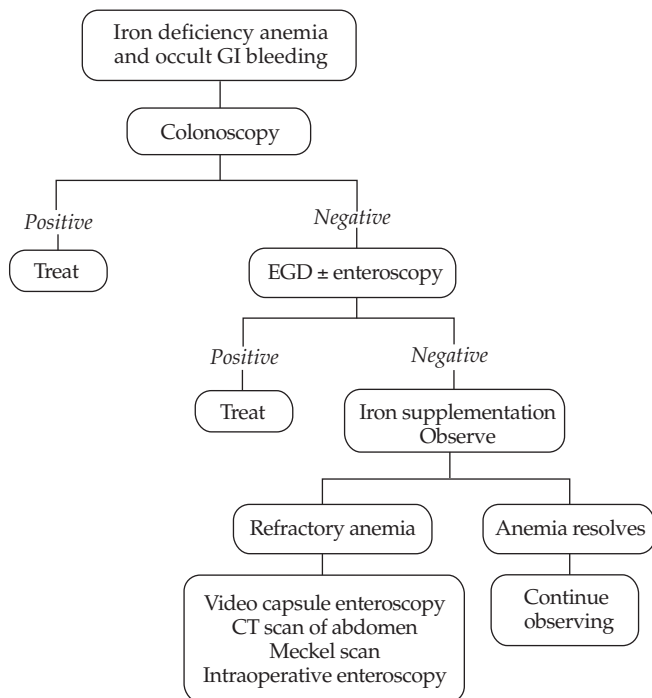 Iron deficiency anemia
and occult GI bleeding
Colonoscopy
Positive
Negative
Treat
EGD ± enteroscopy
Positive
Negative
Treat
Iron supplementation
Observe
Refractory anemia
Anemia resolves
Video capsule enteroscopy
CT scan of abdomen
Meckel scan
Intraoperative enteroscopy
Continue
observing